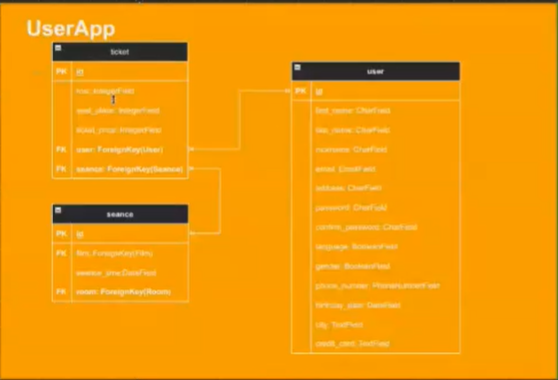 UserApp
ticket
PK id
row: IntegerField
seat_place: IntegerField
ticket_price: IntegerField
FK user: ForeignKey(User)
FK seance: ForeignKey(Seance)
seance
PK id
FK film: ForeignKey(Film)
seance_time: DateField
FK room: ForeignKey(Room)
user
PK id
first_name: CharField
last_name: CharField
nickname: CharField
email: EmailField
address: CharField
password: CharField
confirm_password: CharField
language: BooleanField
gender: BooleanField
phone_number: PhoneNumberField
birthday_date: DateField
city: TextField
credit_card: TextField